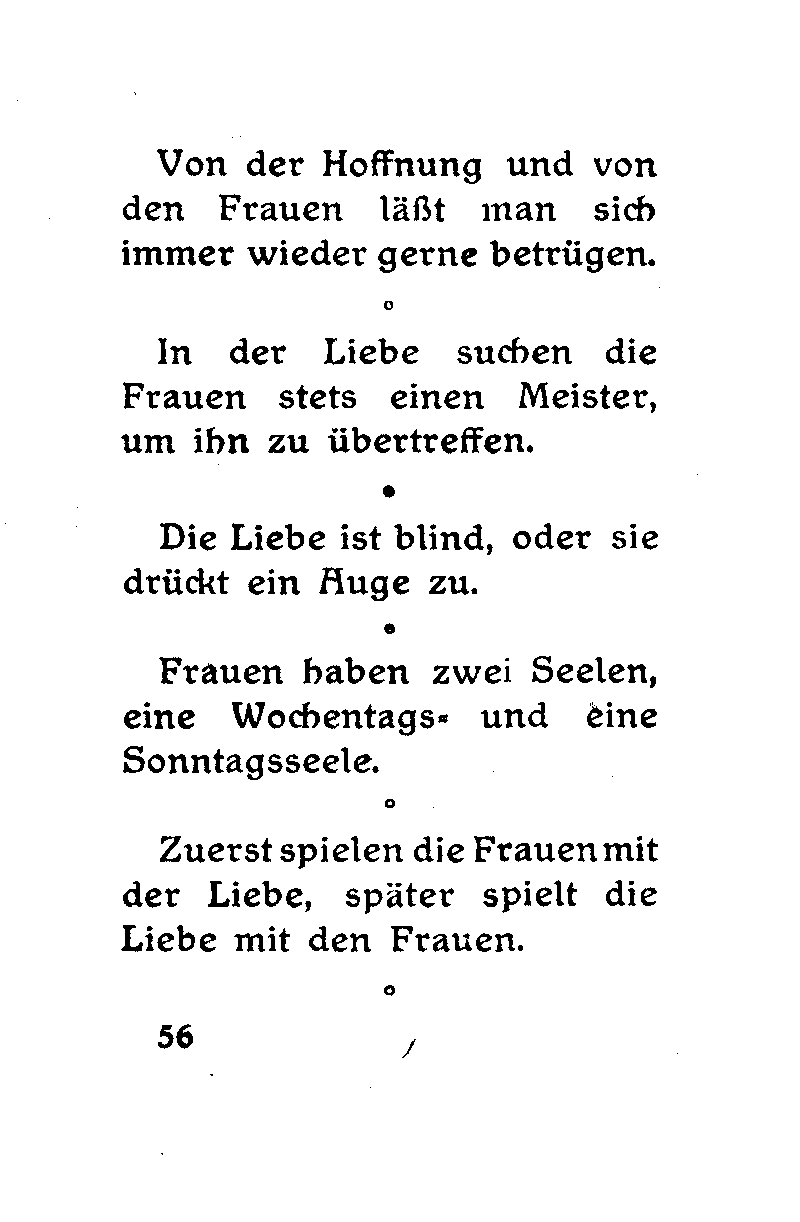 Von der Hoffnung und von
den Frauen läßt man sich
immer wieder gerne betrügen.
In der Liebe suchen die
Frauen stets einen Meister,
um ihn zu übertreffen.
Die Liebe ist blind, oder sie
drückt ein Auge zu.
Frauen haben zwei Seelen,
eine Wochentags- und eine
Sonntagsseele.
Zuerst spielen die Frauen mit
der Liebe, später spielt die
Liebe mit den Frauen.
56